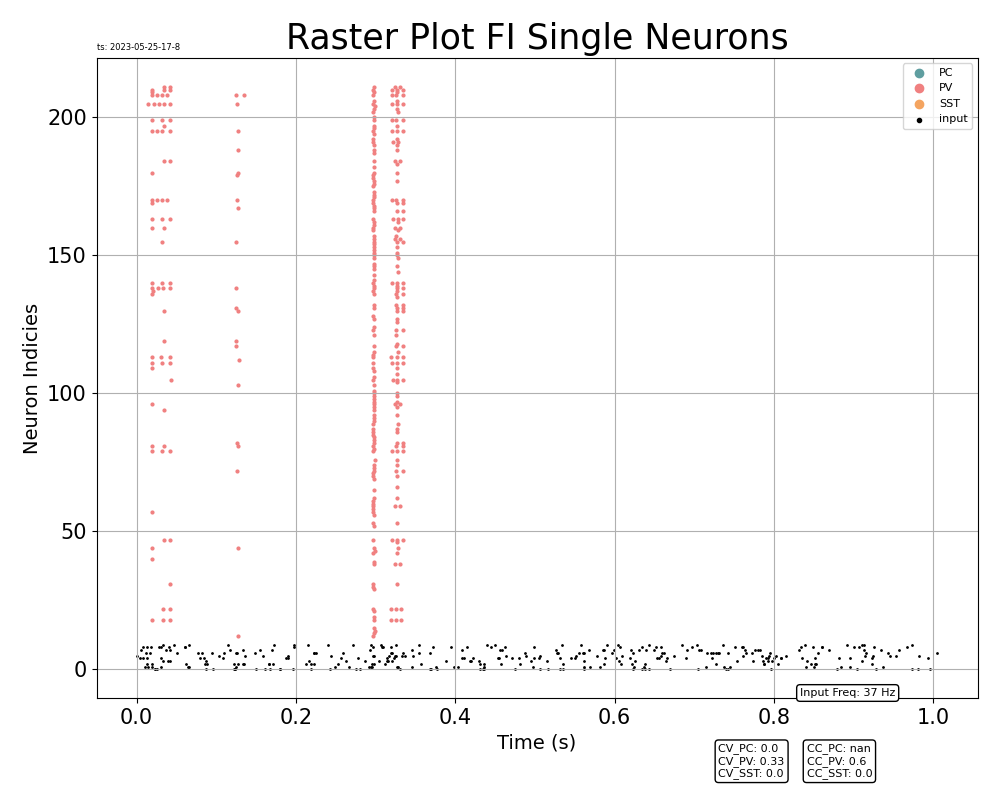 Raster Plot FI Single Neurons
ts: 2023-05-25-17-8
PC
PV
SST
input
Neuron Indicies
200
150
100
50
0
0.0 0.2 0.4 0.6 0.8 1.0
Input Freq: 37 Hz
Time (s)
CV_PC: 0.0
CV_PV: 0.33
CV_SST: 0.0
CC_PC: nan
CC_PV: 0.6
CC_SST: 0.0